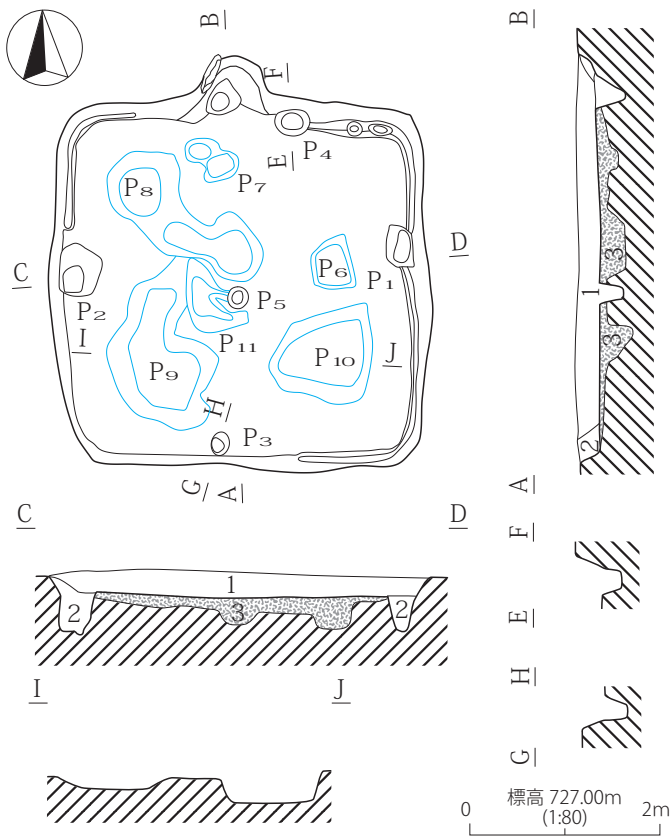 B
B
F
E
P4
P8
P7
C
D
P6
P1
P2
P5
I
P11
J
P9
P10
H
P3
G
A
3
1
3
2
A
C
D
F
1
2
3
2
E
I
J
H
G
標高 727.00m
(1:80)
0
2m